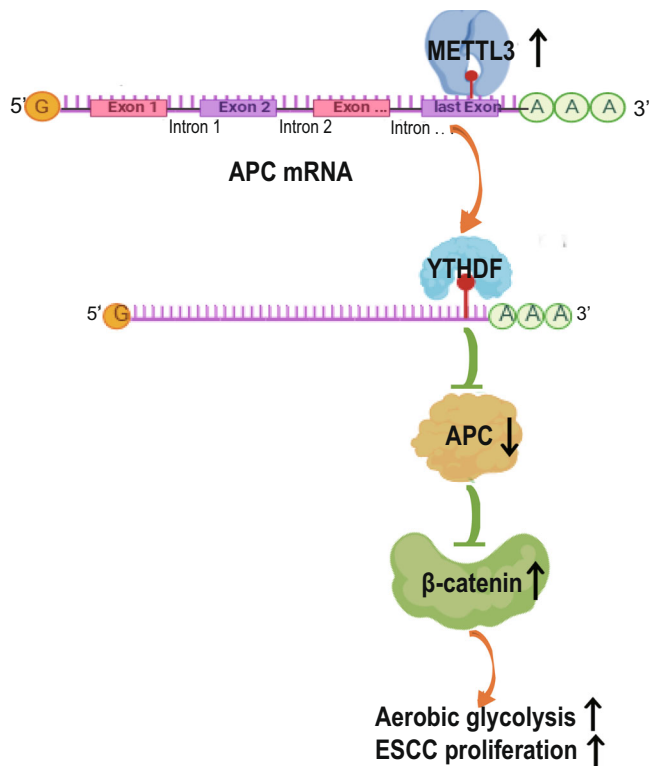 METTL3 ↑
5’ G Exon 1 Exon 2 Exon ... last Exon A A A 3’
Intron 1 Intron 2 Intron ...
APC mRNA
YTHDF
5’ G A A A 3’
APC ↓
β-catenin ↑
Aerobic glycolysis ↑
ESCC proliferation ↑